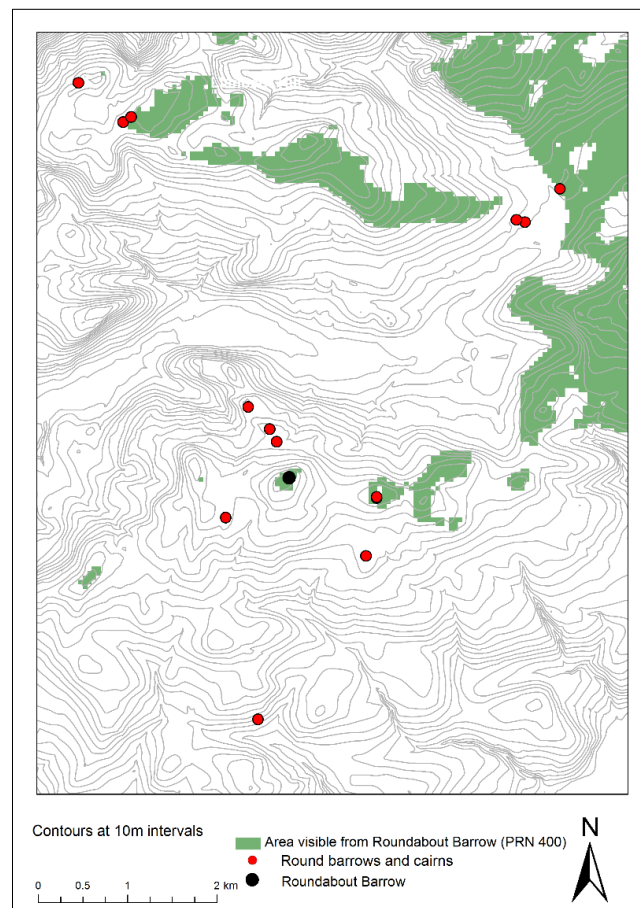 Contours at 10m intervals
N
Area visible from Roundabout Barrow (PRN 400)
Round barrows and cairns
Roundabout Barrow
0 0.5 1 2 km